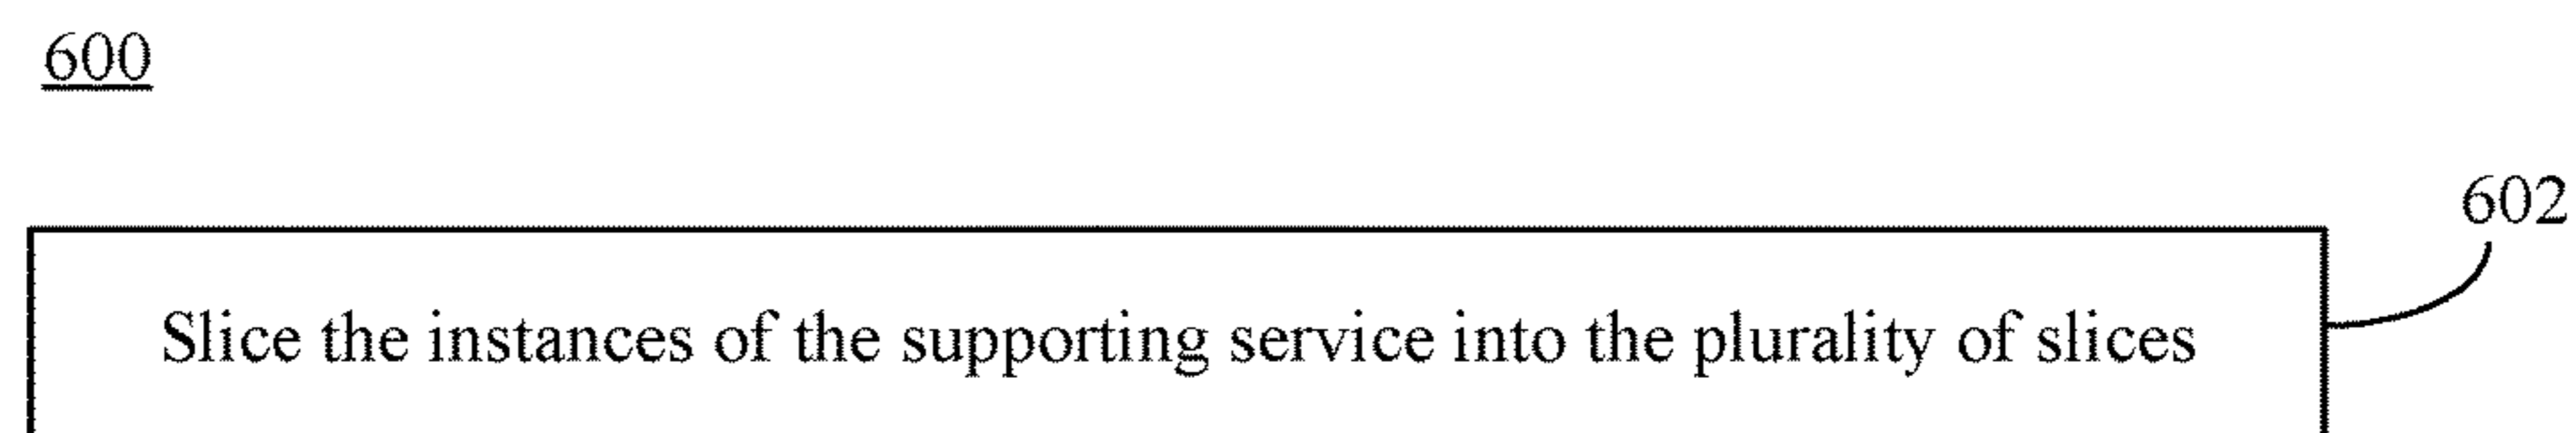 600
602
Slice the instances of the supporting service into the plurality of slices